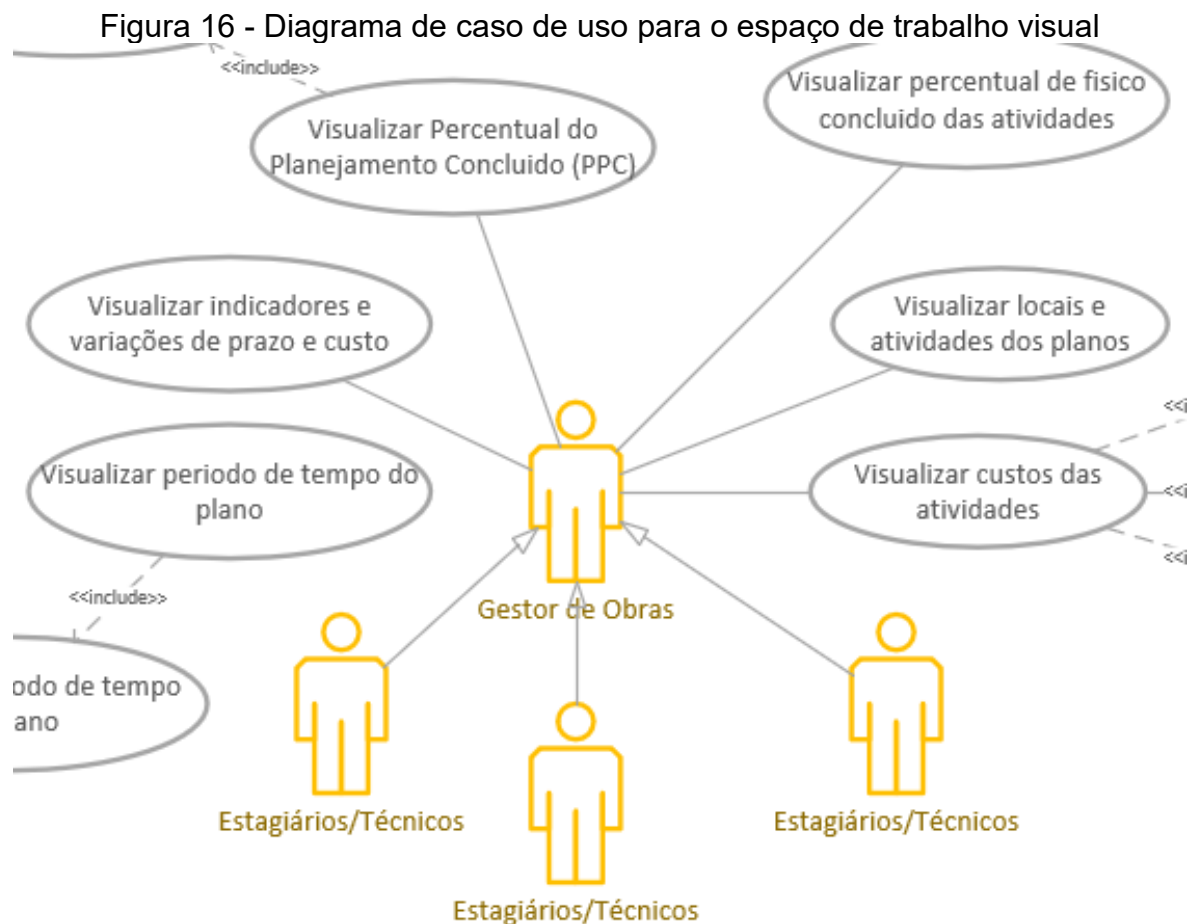 Figura 16 - Diagrama de caso de uso para o espaço de trabalho visual
<<include>>
Visualizar Percentual do
Planejamento Concluido (PPC)
Visualizar percentual de fisico
concluido das atividades
Visualizar indicadores e
variações de prazo e custo
Visualizar locais e
atividades dos planos
Visualizar periodo de tempo do
plano
Visualizar custos das
atividades
<<i
<<i
<<i
<<include>>
Gestor de Obras
odo de tempo
ano
Estagiários/Técnicos
Estagiários/Técnicos
Estagiários/Técnicos